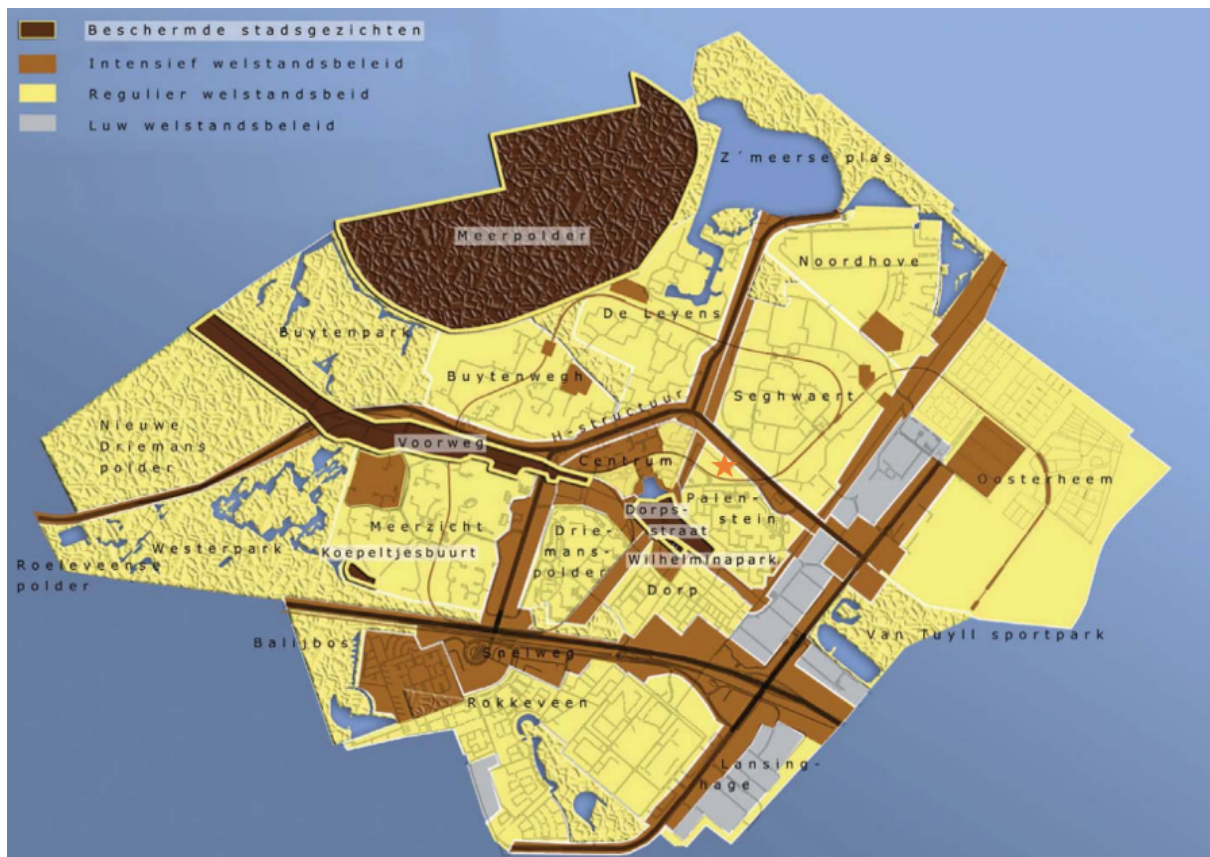 Beschermde stadsgezichten
Intensief welstandsbeleid
Regulier welstandsbeid
Luw welstandsbeleid
Z´meerse plas
Meerpolder
Noordhove
De Leyens
Buytenpark
Buytenwegh
Seghwaert
H-structuur
Nieuwe
Driemans
polder
Voorweg
Centrum
Oosterheem
Palen-
stein
Dorps-
straat
Meerzicht
Drie-
mans-
polder
Westerpark
Koepeltjesbuurt
Wilhelminapark
Roeleveense
polder
Dorp
Balijbos
Snelweg
Van Tuyll sportpark
Rokkeveen
Lansing-
hage